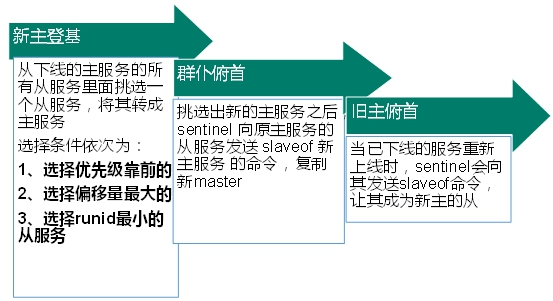 新主登基
从下线的主服务的所
有从服务里面挑选一
个从服务，将其转成
主服务
选择条件依次为：
1、选择优先级靠前的
2、选择偏移量最大的
3、选择runid最小的
从服务
群仆俯首
挑选出新的主服务之后，
sentinel 向原主服务的
从服务发送 slaveof 新
主服务 的命令，复制
新master
旧主俯首
当已下线的服务重新
上线时，sentinel会向
其发送slaveof命令，
让其成为新主的从